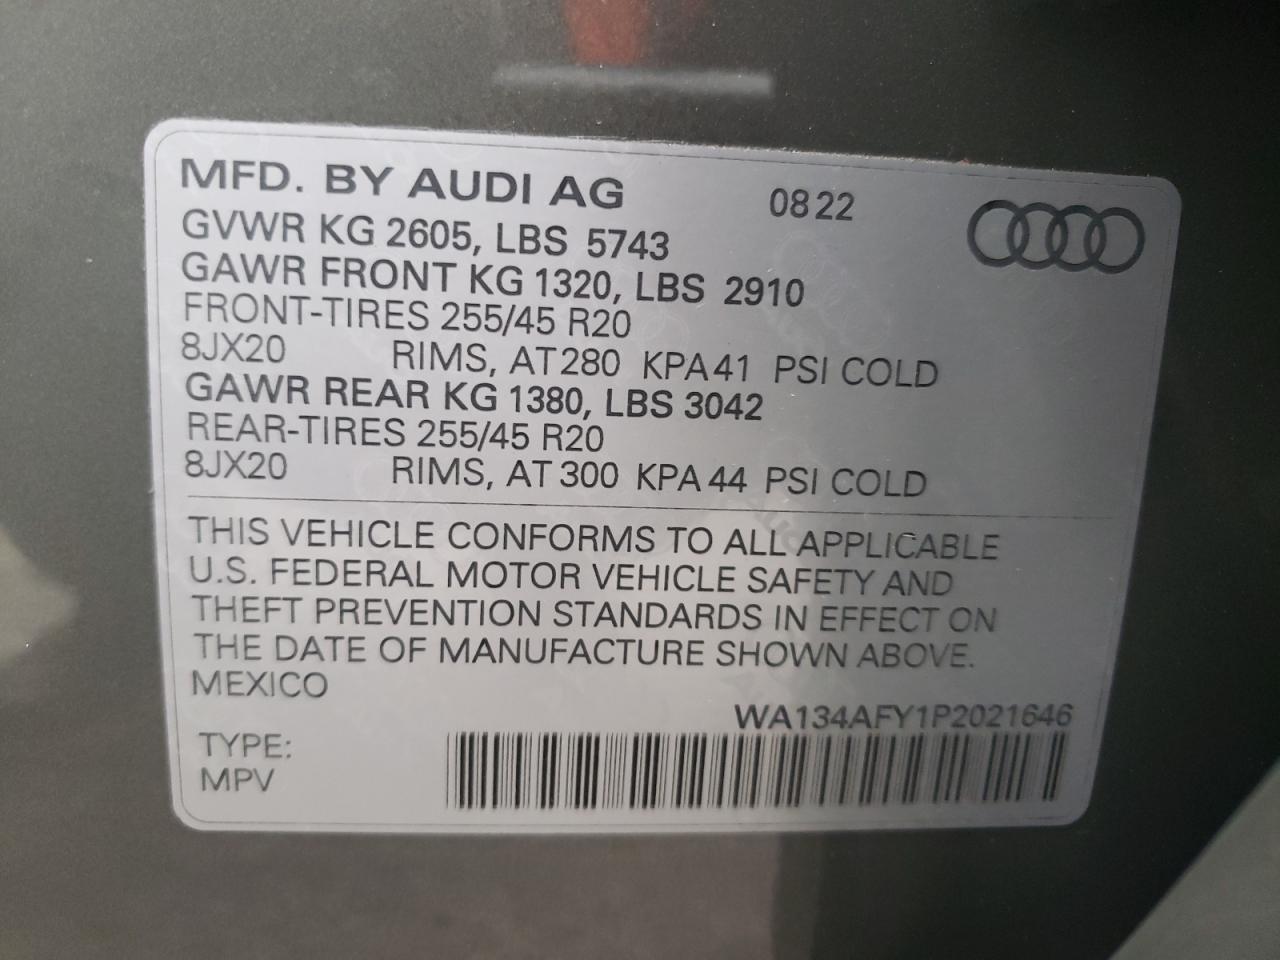 MFD. BY AUDI AG 0822
GVWR KG 2605, LBS 5743
GAWR FRONT KG 1320, LBS 2910
FRONT-TIRES 255/45 R20
8JX20 RIMS, AT 280 KPA 41 PSI COLD
GAWR REAR KG 1380, LBS 3042
REAR-TIRES 255/45 R20
8JX20 RIMS, AT 300 KPA 44 PSI COLD
THIS VEHICLE CONFORMS TO ALL APPLICABLE
U.S. FEDERAL MOTOR VEHICLE SAFETY AND
THEFT PREVENTION STANDARDS IN EFFECT ON
THE DATE OF MANUFACTURE SHOWN ABOVE.
MEXICO
WA134AFY1P2021646
TYPE:
MPV